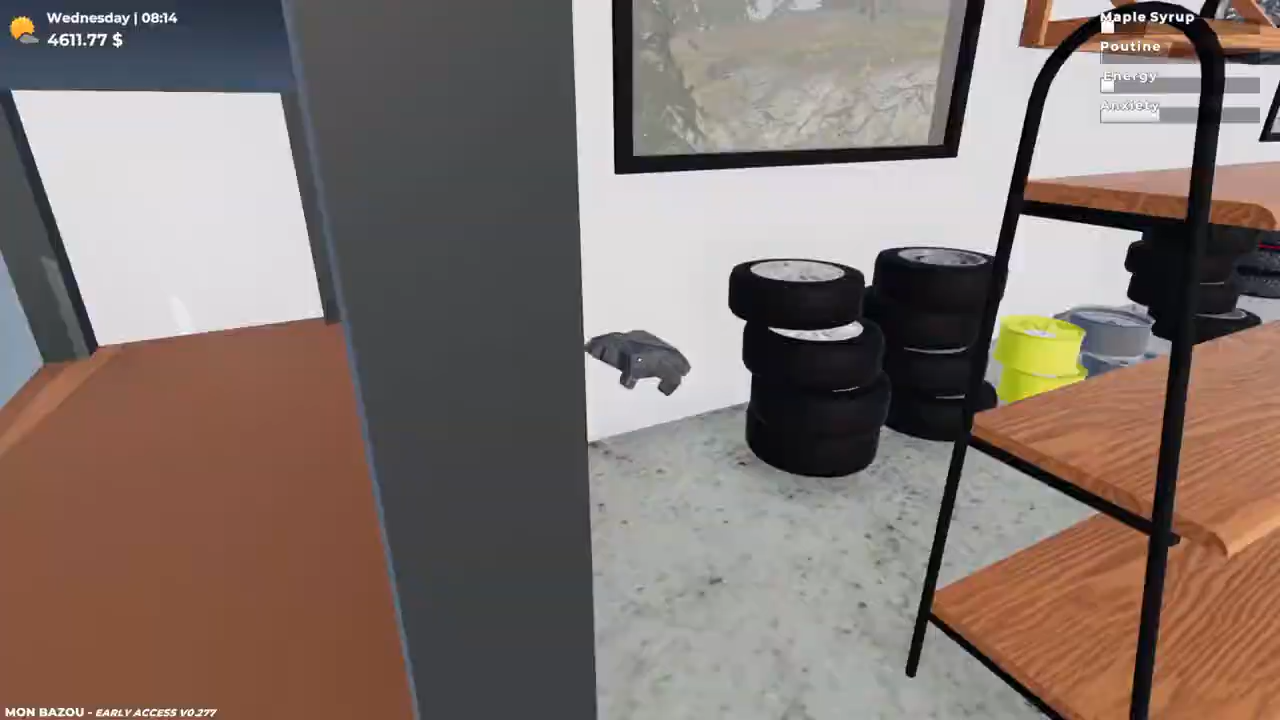 Wednesday | 08:14
4611.77 $
Maple Syrup
Poutine
Energy
Anxiety
MON BAZOU - EARLY ACCESS V0.277